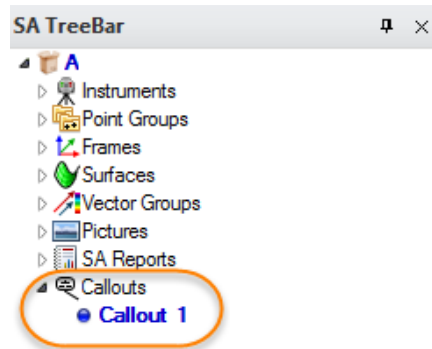 SA TreeBar
A
Instruments
Point Groups
Frames
Surfaces
Vector Groups
Pictures
SA Reports
Callouts
Callout 1